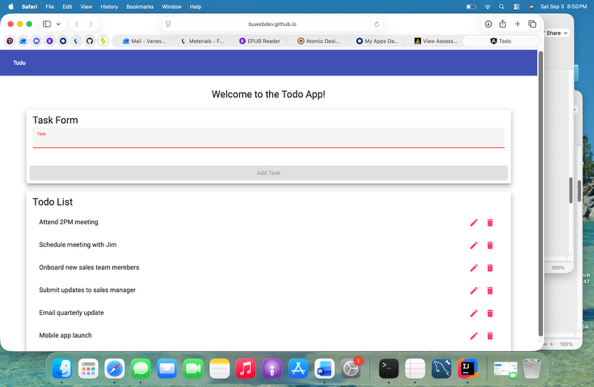 Safari File Edit View History Bookmarks Window Help
Sat Sep 5 8:50 PM
buwebdev.github.io
Share
Mail - Vanes...
Materials - F...
EPUB Reader
Atomic Desi...
My Apps Da...
View Assess...
Todo
Todo
Welcome to the Todo App!
Task Form
Task
Add Task
Todo List
Attend 2PM meeting
Schedule meeting with Jim
Onboard new sales team members
100%
Submit updates to sales manager
Email quarterly update
Mobile app launch
100%
1